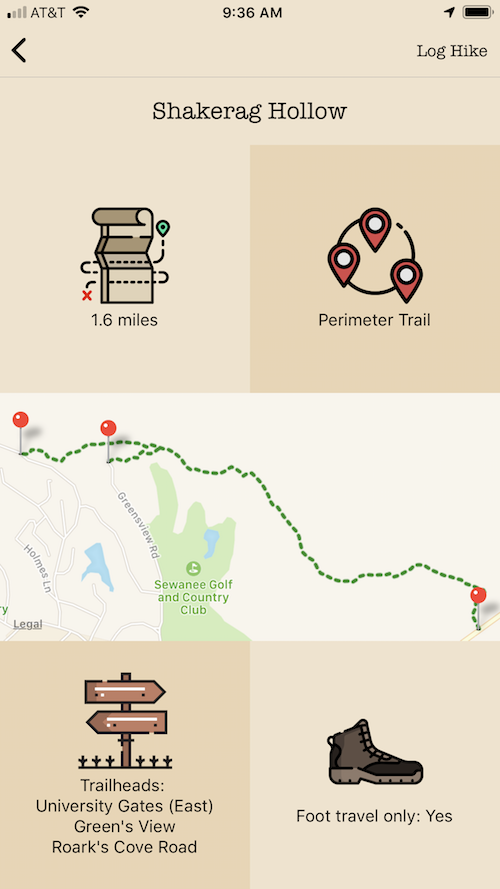 AT&T 9:36 AM
Log Hike
Shakerag Hollow
1.6 miles
Perimeter Trail
Greensview Rd
Holmes Ln
Sewanee Golf
and Country
Club
ry
Legal
Trailheads:
University Gates (East)
Green's View
Roark's Cove Road
Foot travel only: Yes